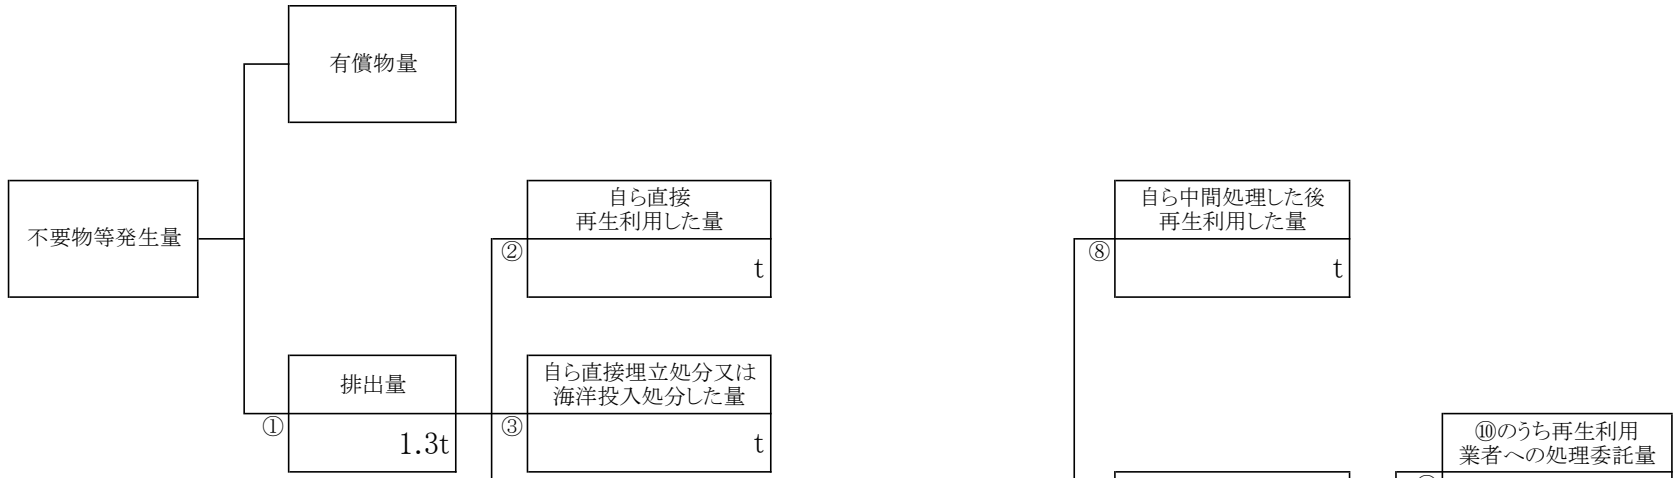 有償物量
不要物等発生量
自ら直接
再生利用した量
②
t
自ら中間処理した後
再生利用した量
⑧
t
排出量
①
1.3t
自ら直接埋立処分又は
海洋投入処分した量
③
t
⑩のうち再生利用
業者への処理委託量